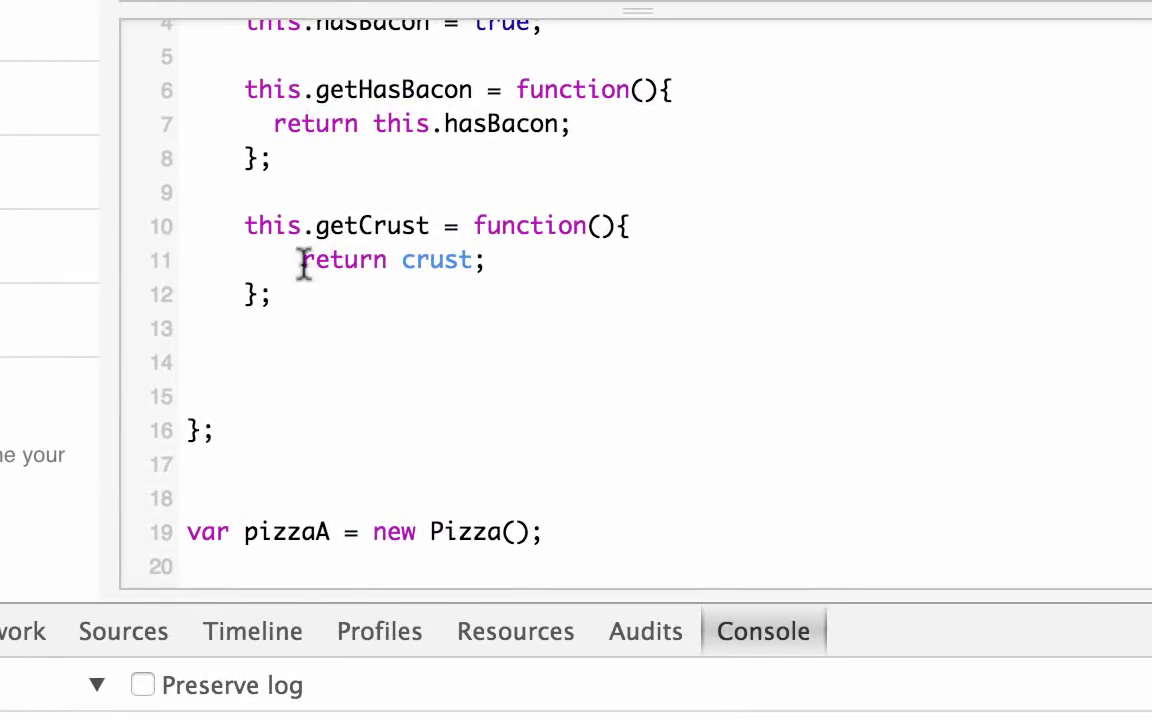 4 this.hasBacon = true;
5
6 this.getHasBacon = function(){
7 return this.hasBacon;
8 };
9
10 this.getCrust = function(){
11 return crust;
12 };
13
14
15
16 };
17
18
19 var pizzaA = new Pizza();
20
ne your
work Sources Timeline Profiles Resources Audits Console
▼ Preserve log